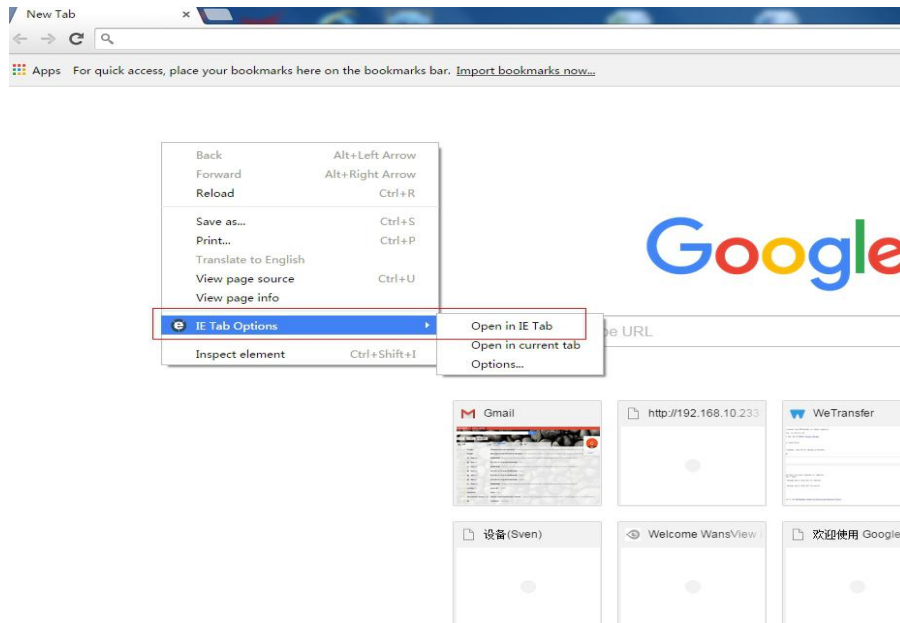 New Tab
Apps For quick access, place your bookmarks here on the bookmarks bar. Import bookmarks now...
Back Alt+Left Arrow
Forward Alt+Right Arrow
Reload Ctrl+R
Save as... Ctrl+S
Print... Ctrl+P
Translate to English
View page source Ctrl+U
View page info
IE Tab Options
Inspect element Ctrl+Shift+I
Open in IE Tab
Open in current tab
Options...
Google
URL
Gmail
http://192.168.10.233
WeTransfer
设备(Sven)
Welcome WansView
欢迎使用 Google